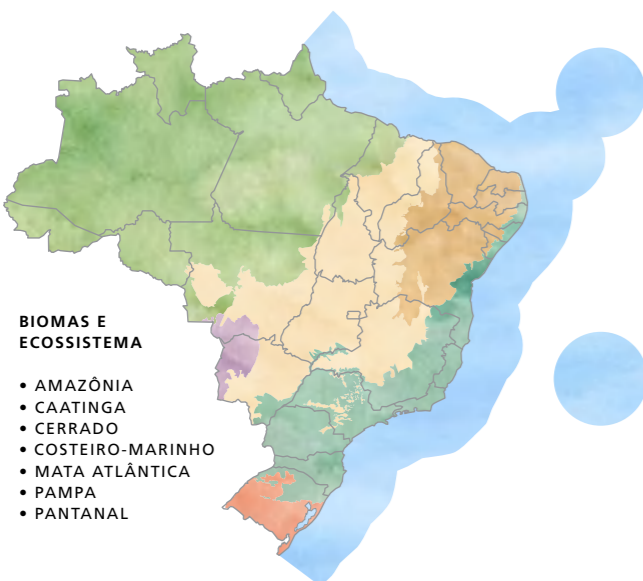 BIOMAS E
ECOSSISTEMA
• AMAZÔNIA
• CAATINGA
• CERRADO
• COSTEIRO-MARINHO
• MATA ATLÂNTICA
• PAMPA
• PANTANAL